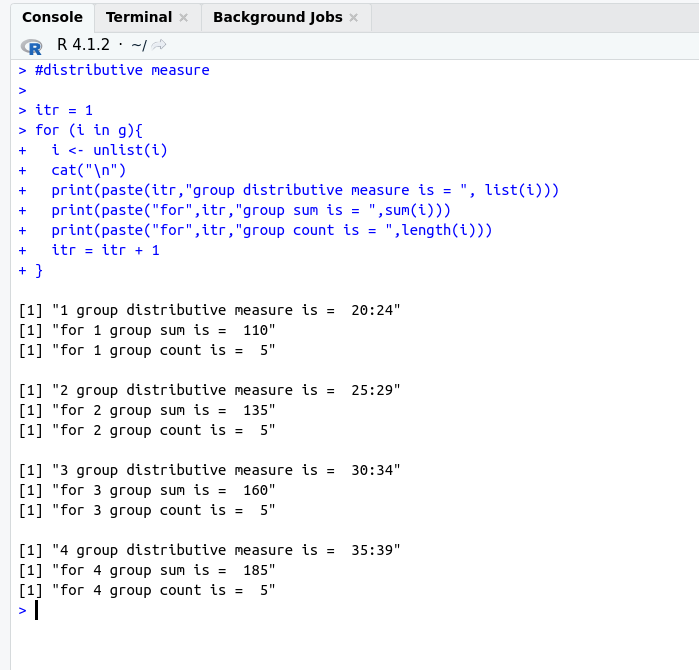 Console Terminal × Background Jobs ×
R R 4.1.2 · ~/
> #distributive measure
>
> itr = 1
> for (i in g){
+   i <- unlist(i)
+   cat("\n")
+   print(paste(itr,"group distributive measure is = ", list(i)))
+   print(paste("for",itr,"group sum is = ",sum(i)))
+   print(paste("for",itr,"group count is = ",length(i)))
+   itr = itr + 1
+ }
[1] "1 group distributive measure is =  20:24"
[1] "for 1 group sum is =  110"
[1] "for 1 group count is =  5"
[1] "2 group distributive measure is =  25:29"
[1] "for 2 group sum is =  135"
[1] "for 2 group count is =  5"
[1] "3 group distributive measure is =  30:34"
[1] "for 3 group sum is =  160"
[1] "for 3 group count is =  5"
[1] "4 group distributive measure is =  35:39"
[1] "for 4 group sum is =  185"
[1] "for 4 group count is =  5"
>